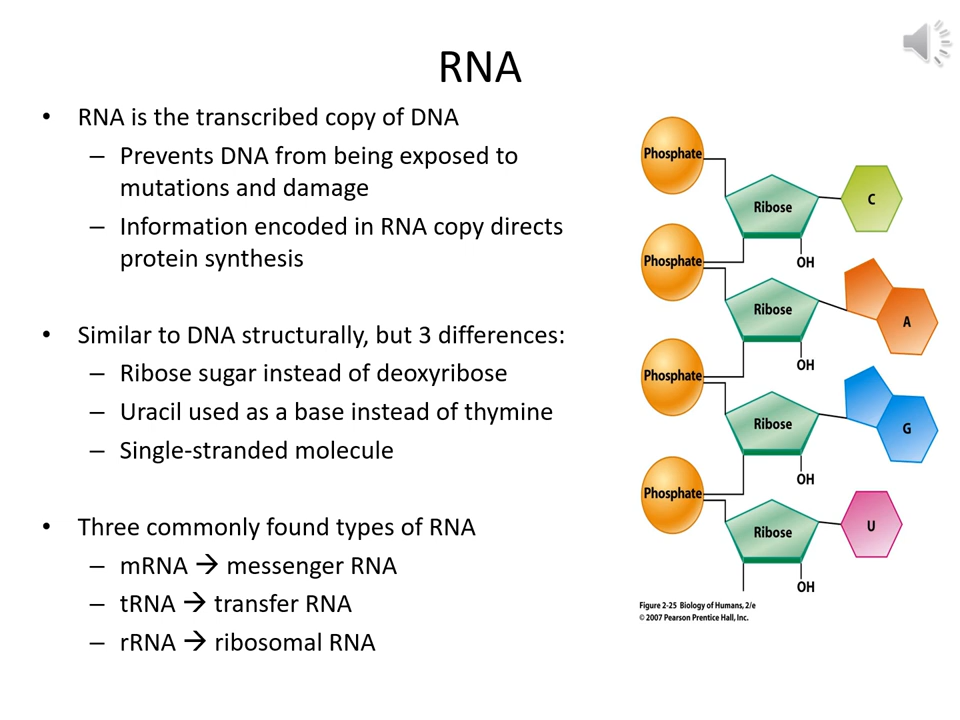 RNA
• RNA is the transcribed copy of DNA
– Prevents DNA from being exposed to
mutations and damage
– Information encoded in RNA copy directs
protein synthesis
• Similar to DNA structurally, but 3 differences:
– Ribose sugar instead of deoxyribose
– Uracil used as a base instead of thymine
– Single-stranded molecule
• Three commonly found types of RNA
– mRNA → messenger RNA
– tRNA → transfer RNA
– rRNA → ribosomal RNA
Phosphate
Ribose
C
OH
Phosphate
Ribose
A
OH
Phosphate
Ribose
G
OH
Phosphate
Ribose
U
OH
Figure 2-25 Biology of Humans, 2/e
© 2007 Pearson Prentice Hall, Inc.